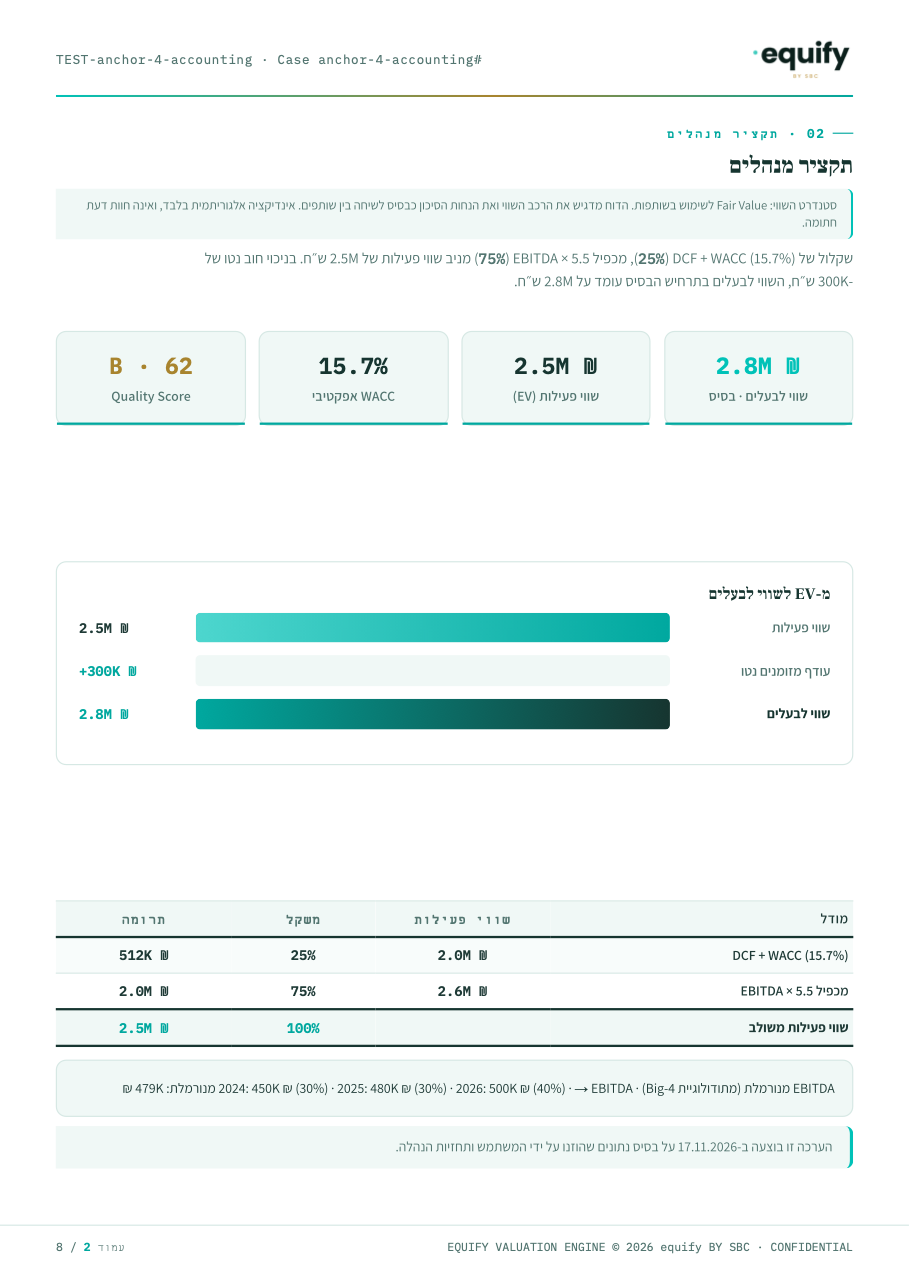 equify
BY SBC
TEST-anchor-4-accounting · Case anchor-4-accounting#
02 · תקציר מנהלים
תקציר מנהלים
סטנדרט השווי: Fair Value לשימוש בשותפות. הדוח מדגיש את הרכב השווי ואת הנחות הסיכון כבסיס לשיחה בין שותפים. אינדיקציה אלגוריתמית בלבד, ואינה חוות דעת
חתומה.
שקלול של DCF + WACC (15.7%) (25%), מכפיל EBITDA × 5.5 (75%) מניב שווי פעילות של 2.5M ש״ח. בניכוי חוב נטו של
-300K ש״ח, השווי לבעלים בתרחיש הבסיס עומד על 2.8M ש״ח.
2.8M ₪
שווי לבעלים · בסיס
2.5M ₪
שווי פעילות (EV)
15.7%
WACC אפקטיבי
B · 62
Quality Score
מ-EV לשווי לבעלים
שווי פעילות 2.5M ₪
עודף מזומנים נטו +300K ₪
שווי לבעלים 2.8M ₪
מודל שווי פעילות משקל תרומה
DCF + WACC (15.7%) 2.0M ₪ 25% 512K ₪
מכפיל EBITDA × 5.5 2.6M ₪ 75% 2.0M ₪
שווי פעילות משולב 100% 2.5M ₪
EBITDA מנורמלת (מתודולוגיית Big-4) · 2024: 450K ₪ (30%) · 2025: 480K ₪ (30%) · 2026: 500K ₪ (40%) · → EBITDA מנורמלת: 479K ₪
הערכה זו בוצעה ב-17.11.2026 על בסיס נתונים שהוזנו על ידי המשתמש ותחזיות הנהלה.
EQUIFY VALUATION ENGINE © 2026 equify BY SBC · CONFIDENTIAL
עמוד 2 / 8